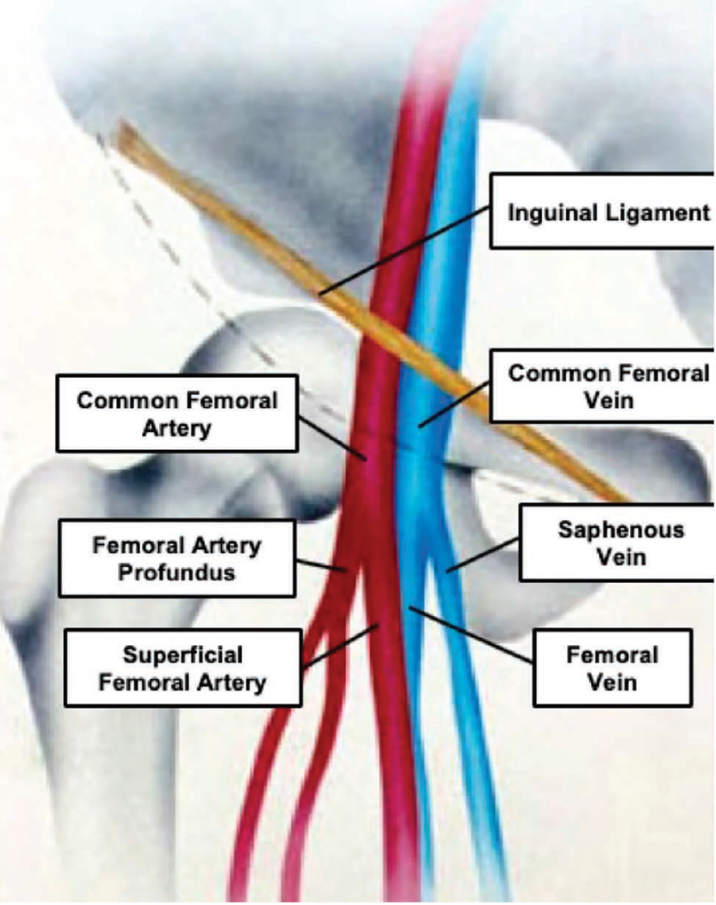 Inguinal Ligament
Common Femoral
Vein
Common Femoral
Artery
Femoral Artery
Profundus
Saphenous
Vein
Superficial
Femoral Artery
Femoral
Vein